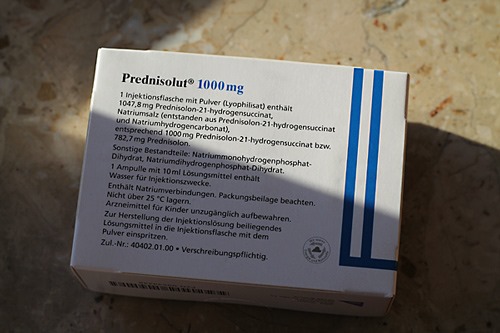 Prednisolut® 1000 mg
1 Injektionsflasche mit Pulver (Lyophilisat) enthält
1047,8 mg Prednisolon-21-hydrogensuccinat,
Natriumsalz (entstanden aus Prednisolon-21-hydrogensuccinat
und Natriumhydrogencarbonat),
entsprechend 1000 mg Prednisolon-21-hydrogensuccinat bzw.
782,7 mg Prednisolon.
Sonstige Bestandteile: Natriummonohydrogenphosphat-
Dihydrat, Natriumdihydrogenphosphat-Dihydrat.
1 Ampulle mit 10 ml Lösungsmittel enthält
Wasser für Injektionszwecke.
Enthält Natriumverbindungen. Packungsbeilage beachten.
Nicht über 25 °C lagern.
Arzneimittel für Kinder unzugänglich aufbewahren.
Zur Herstellung der Injektionslösung beiliegendes
Lösungsmittel in die Injektionsflasche mit dem
Pulver einspritzen.
Zul.-Nr.: 40402.01.00 • Verschreibungspflichtig.